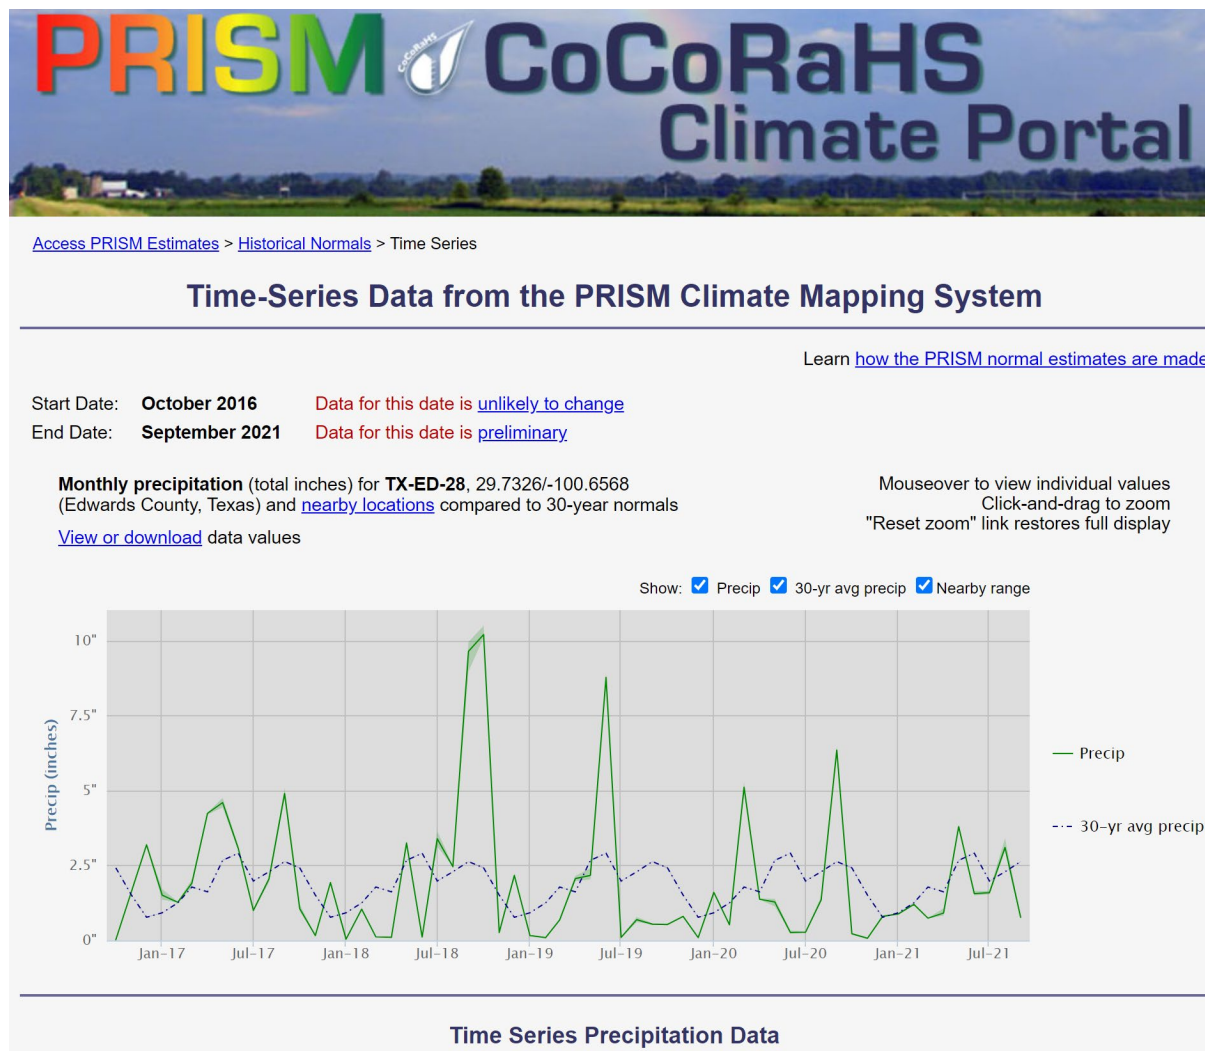 PRISM CoCoRaHS CoCoRaHS
Climate Portal
Access PRISM Estimates > Historical Normals > Time Series
Time-Series Data from the PRISM Climate Mapping System
Learn how the PRISM normal estimates are made
Start Date: October 2016 Data for this date is unlikely to change
End Date: September 2021 Data for this date is preliminary
Monthly precipitation (total inches) for TX-ED-28, 29.7326/-100.6568
(Edwards County, Texas) and nearby locations compared to 30-year normals
View or download data values
Mouseover to view individual values
Click-and-drag to zoom
"Reset zoom" link restores full display
Show: Precip 30-yr avg precip Nearby range
Precip (inches)
10"
7.5"
5"
2.5"
0"
Jan-17 Jul-17 Jan-18 Jul-18 Jan-19 Jul-19 Jan-20 Jul-20 Jan-21 Jul-21
Precip
30-yr avg precip
Time Series Precipitation Data